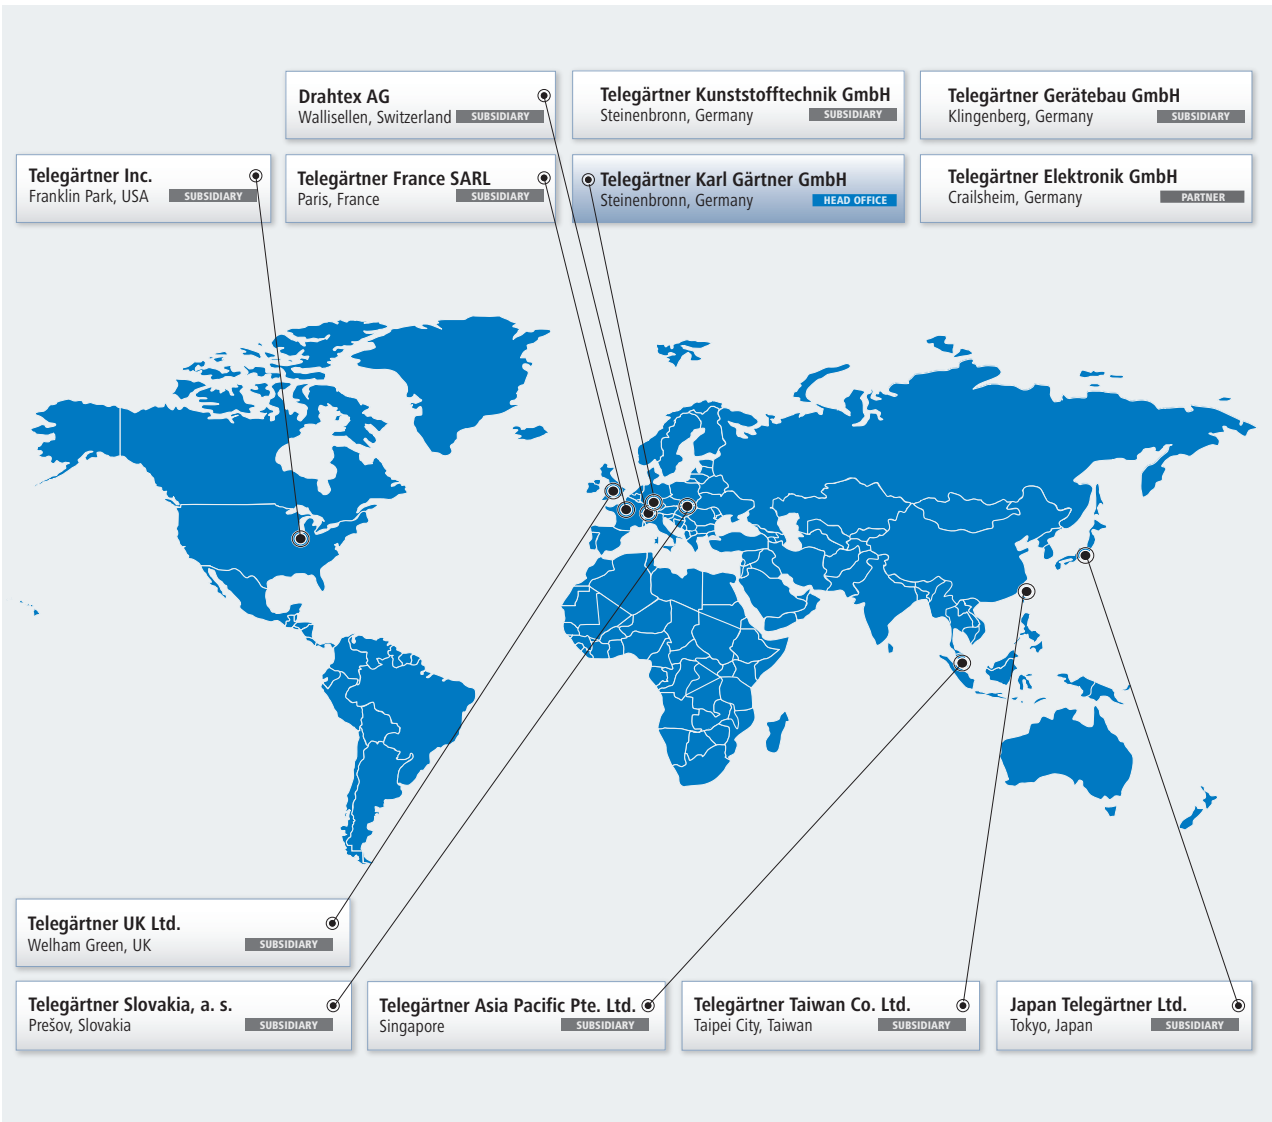 Drahtex AG
Wallisellen, Switzerland SUBSIDIARY
Telegärtner Kunststofftechnik GmbH
Steinenbronn, Germany SUBSIDIARY
Telegärtner Gerätebau GmbH
Klingenberg, Germany SUBSIDIARY
Telegärtner Inc.
Franklin Park, USA SUBSIDIARY
Telegärtner France SARL
Paris, France SUBSIDIARY
Telegärtner Karl Gärtner GmbH
Steinenbronn, Germany HEAD OFFICE
Telegärtner Elektronik GmbH
Crailsheim, Germany PARTNER
Telegärtner UK Ltd.
Welham Green, UK SUBSIDIARY
Telegärtner Slovakia, a. s.
Prešov, Slovakia SUBSIDIARY
Telegärtner Asia Pacific Pte. Ltd.
Singapore SUBSIDIARY
Telegärtner Taiwan Co. Ltd.
Taipei City, Taiwan SUBSIDIARY
Japan Telegärtner Ltd.
Tokyo, Japan SUBSIDIARY